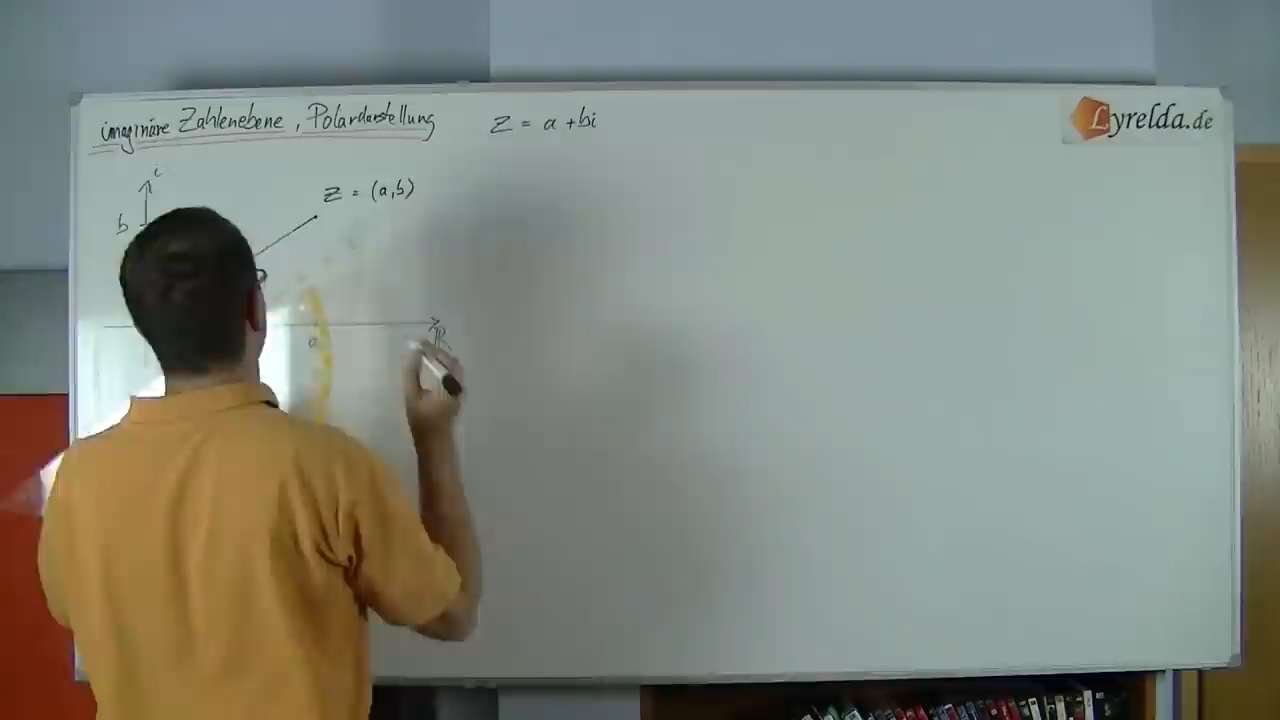 imaginäre Zahlenebene, Polardarstellung
z = a + bi
Lyrelda.de
i
z = (a,b)
b
ℝ
a